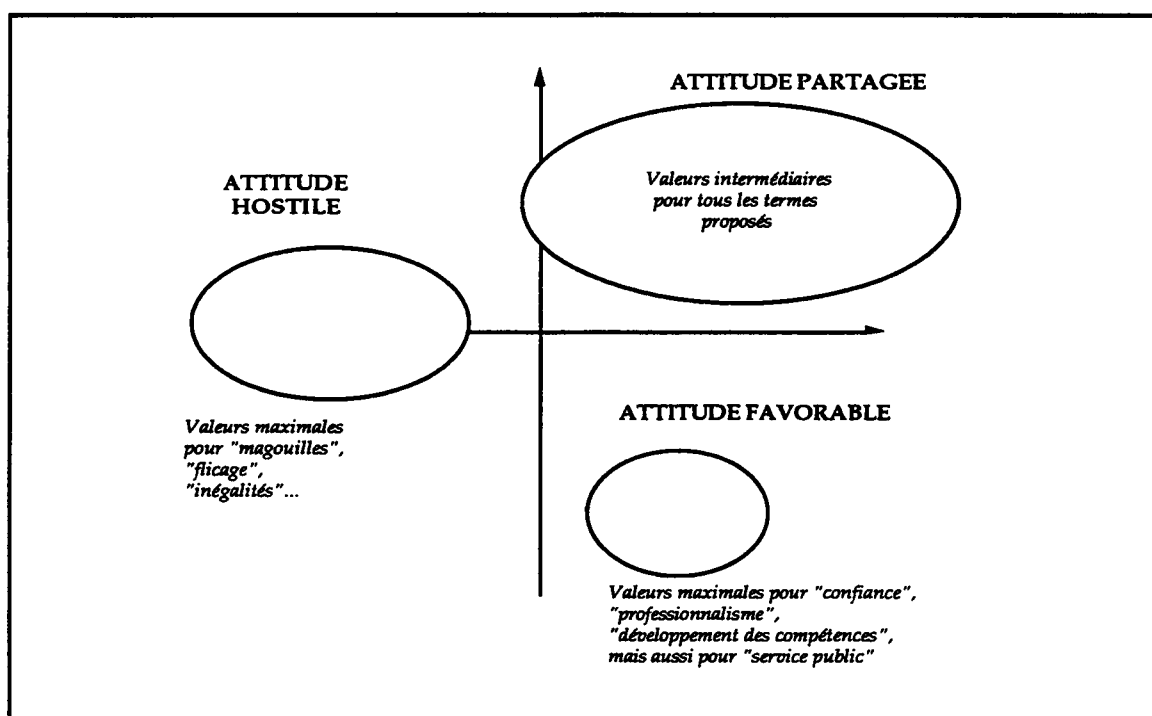 ATTITUDE PARTAGEE
Valeurs intermédiaires
pour tous les termes
proposés
ATTITUDE
HOSTILE
Valeurs maximales
pour "magouilles",
"flicage",
"inégalités"...
ATTITUDE FAVORABLE
Valeurs maximales pour "confiance",
"professionnalisme",
"développement des compétences",
mais aussi pour "service public"